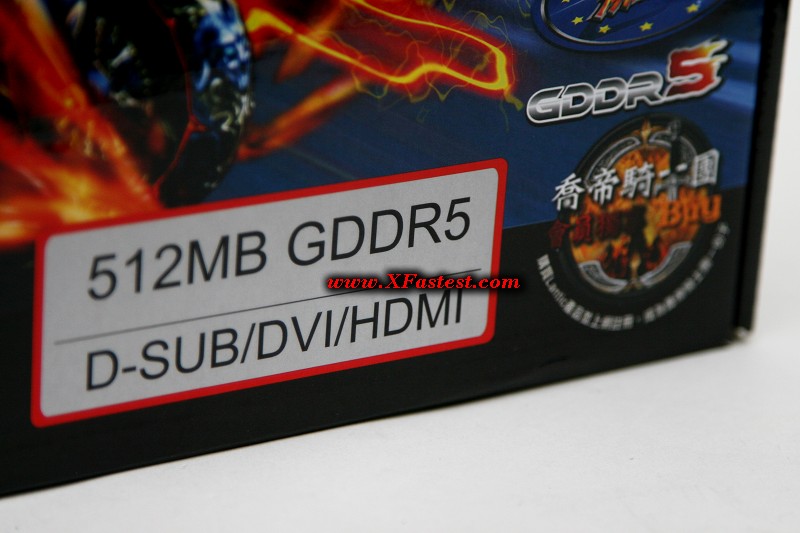 GDDR5
喬帝騎士團
512MB GDDR5
www.XFastest.com
D-SUB/DVI/HDMI